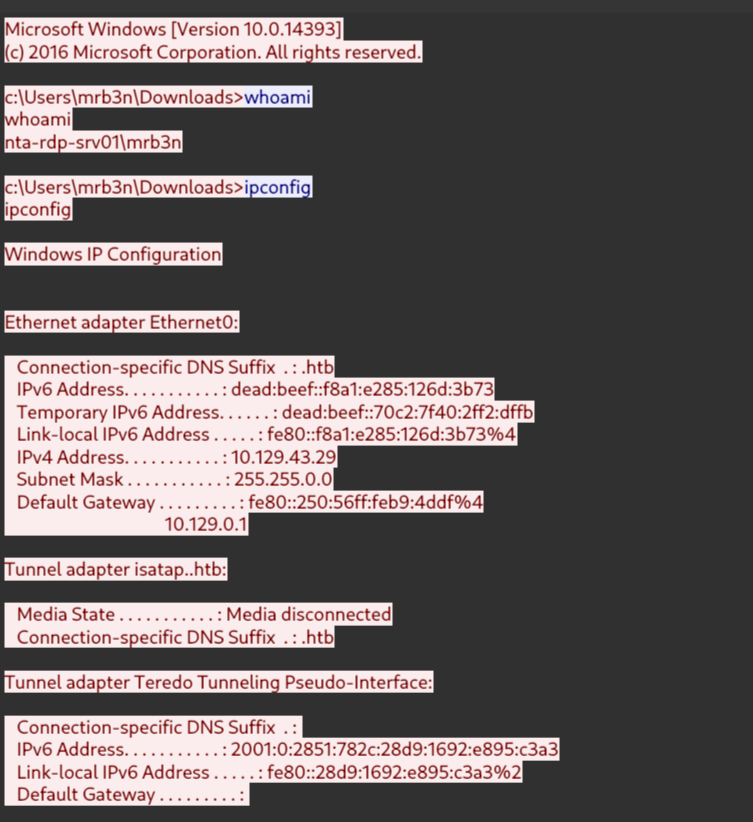 Microsoft Windows [Version 10.0.14393]
(c) 2016 Microsoft Corporation. All rights reserved.
c:\Users\mrb3n\Downloads>whoami
whoami
nta-rdp-srv01\mrb3n
c:\Users\mrb3n\Downloads>ipconfig
ipconfig
Windows IP Configuration
Ethernet adapter Ethernet0:
Connection-specific DNS Suffix . : .htb
IPv6 Address. . . . . . . . . . . : dead:beef::f8a1:e285:126d:3b73
Temporary IPv6 Address. . . . . . : dead:beef::70c2:7f40:2ff2:dffb
Link-local IPv6 Address . . . . . : fe80::f8a1:e285:126d:3b73%4
IPv4 Address. . . . . . . . . . . : 10.129.43.29
Subnet Mask . . . . . . . . . . . : 255.255.0.0
Default Gateway . . . . . . . . . : fe80::250:56ff:feb9:4ddf%4
10.129.0.1
Tunnel adapter isatap..htb:
Media State . . . . . . . . . . . : Media disconnected
Connection-specific DNS Suffix . : .htb
Tunnel adapter Teredo Tunneling Pseudo-Interface:
Connection-specific DNS Suffix . :
IPv6 Address. . . . . . . . . . . : 2001:0:2851:782c:28d9:1692:e895:c3a3
Link-local IPv6 Address . . . . . : fe80::28d9:1692:e895:c3a3%2
Default Gateway . . . . . . . . . :